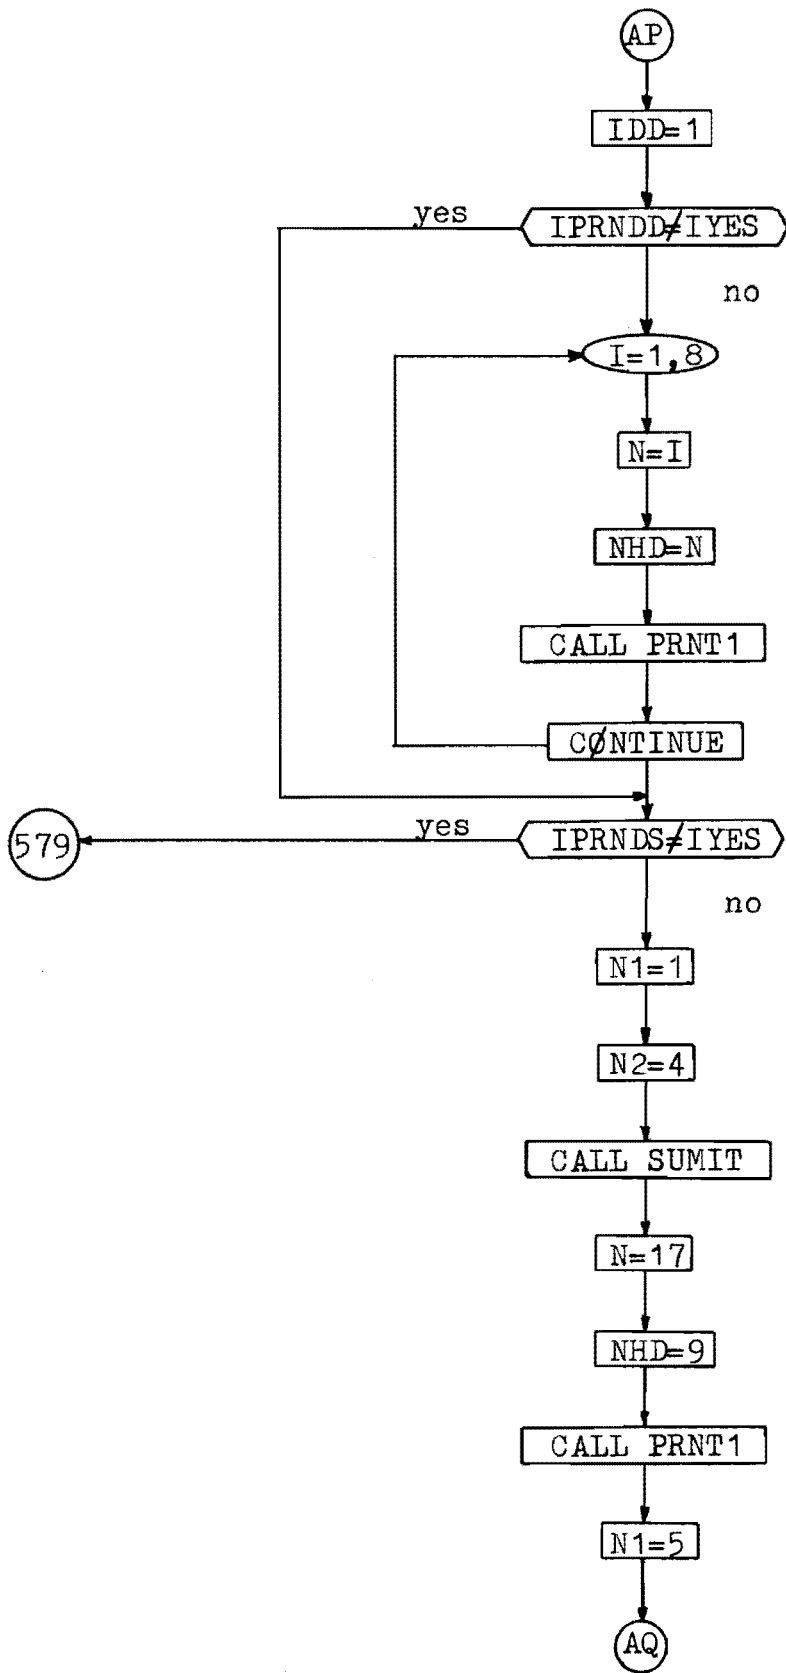 AP
IDD=1
yes
IPRNDD≠IYES
no
I=1,8
N=I
NHD=N
CALL PRNT1
CØNTINUE
579
yes
IPRNDS≠IYES
no
N1=1
N2=4
CALL SUMIT
N=17
NHD=9
CALL PRNT1
N1=5
AQ